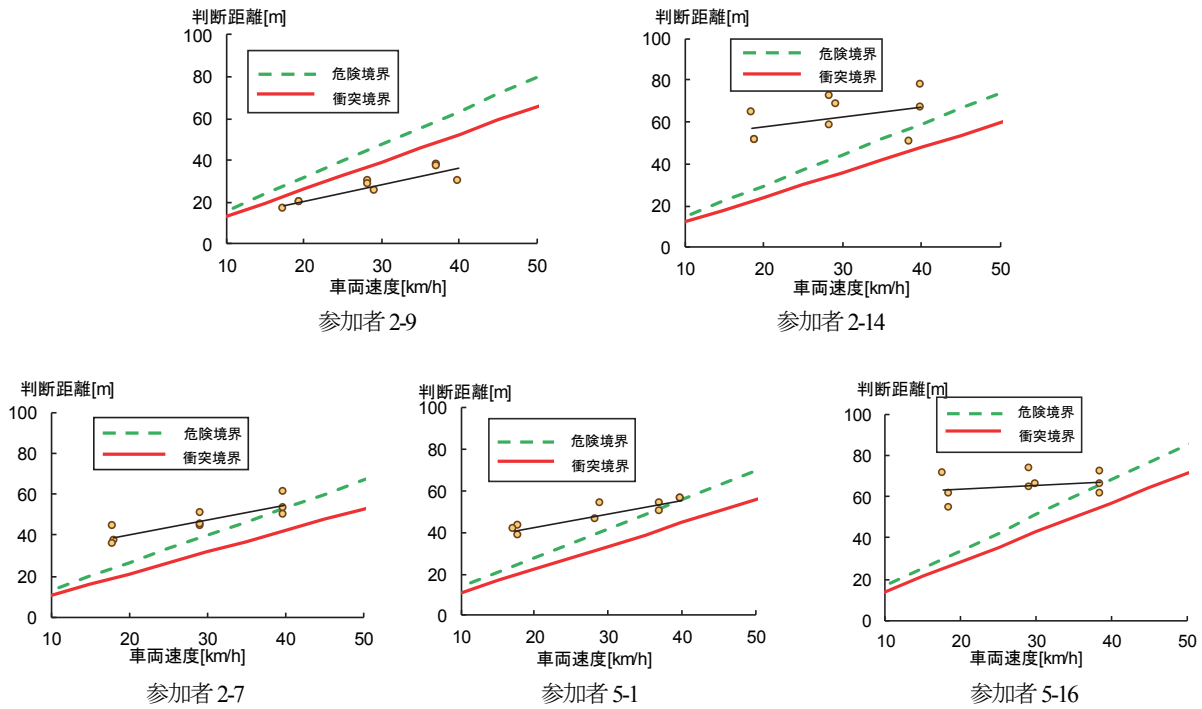 判断距離[m]
100
80
60
40
20
0
危険境界
衝突境界
10 20 30 40 50
車両速度[km/h]
参加者 2-9
判断距離[m]
100
80
60
40
20
0
危険境界
衝突境界
10 20 30 40 50
車両速度[km/h]
参加者 2-14
判断距離[m]
100
80
60
40
20
0
危険境界
衝突境界
10 20 30 40 50
車両速度[km/h]
参加者 2-7
判断距離[m]
100
80
60
40
20
0
危険境界
衝突境界
10 20 30 40 50
車両速度[km/h]
参加者 5-1
判断距離[m]
100
80
60
40
20
0
危険境界
衝突境界
10 20 30 40 50
車両速度[km/h]
参加者 5-16